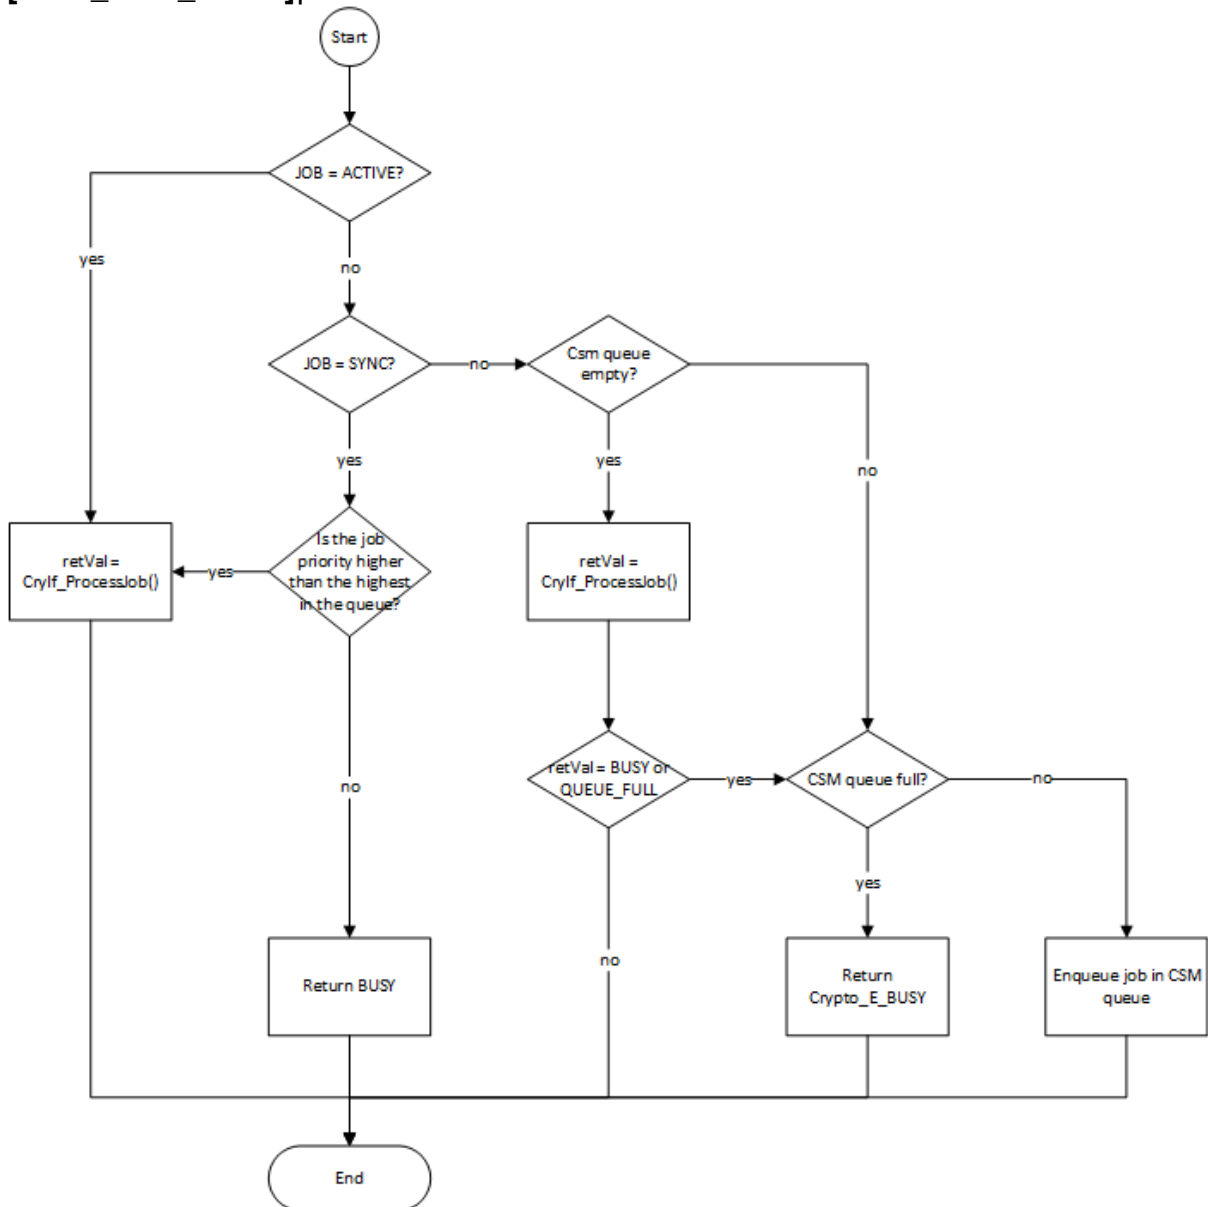 Start
JOB = ACTIVE?
yes
no
JOB = SYNC?
no
Csm queue
empty?
yes
yes
no
Is the job
priority higher
than the highest
in the queue?
yes
retVal =
CryIf_ProcessJob()
retVal =
CryIf_ProcessJob()
no
retVal = BUSY or
QUEUE_FULL
yes
CSM queue full?
no
yes
no
Return BUSY
Return
Crypto_E_BUSY
Enqueue job in CSM
queue
End